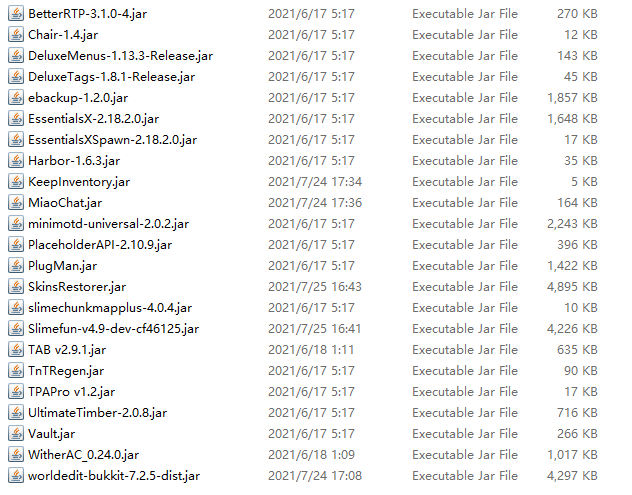 BetterRTP-3.1.0-4.jar 2021/6/17 5:17 Executable Jar File 270 KB
Chair-1.4.jar 2021/6/17 5:17 Executable Jar File 12 KB
DeluxeMenus-1.13.3-Release.jar 2021/6/17 5:17 Executable Jar File 143 KB
DeluxeTags-1.8.1-Release.jar 2021/6/17 5:17 Executable Jar File 45 KB
ebackup-1.2.0.jar 2021/6/17 5:17 Executable Jar File 1,857 KB
EssentialsX-2.18.2.0.jar 2021/6/17 5:17 Executable Jar File 1,648 KB
EssentialsXSpawn-2.18.2.0.jar 2021/6/17 5:17 Executable Jar File 17 KB
Harbor-1.6.3.jar 2021/6/17 5:17 Executable Jar File 35 KB
KeepInventory.jar 2021/7/24 17:34 Executable Jar File 5 KB
MiaoChat.jar 2021/7/24 17:36 Executable Jar File 164 KB
minimotd-universal-2.0.2.jar 2021/6/17 5:17 Executable Jar File 2,243 KB
PlaceholderAPI-2.10.9.jar 2021/6/17 5:17 Executable Jar File 396 KB
PlugMan.jar 2021/6/17 5:17 Executable Jar File 1,422 KB
SkinsRestorer.jar 2021/7/25 16:43 Executable Jar File 4,895 KB
slimechunkmapplus-4.0.4.jar 2021/6/17 5:17 Executable Jar File 10 KB
Slimefun-v4.9-dev-cf46125.jar 2021/7/25 16:41 Executable Jar File 4,226 KB
TAB v2.9.1.jar 2021/6/18 1:11 Executable Jar File 635 KB
TnTRegen.jar 2021/6/17 5:17 Executable Jar File 90 KB
TPAPro v1.2.jar 2021/6/17 5:17 Executable Jar File 17 KB
UltimateTimber-2.0.8.jar 2021/6/17 5:17 Executable Jar File 716 KB
Vault.jar 2021/6/17 5:17 Executable Jar File 266 KB
WitherAC_0.24.0.jar 2021/6/18 1:09 Executable Jar File 1,017 KB
worldedit-bukkit-7.2.5-dist.jar 2021/7/24 17:08 Executable Jar File 4,297 KB